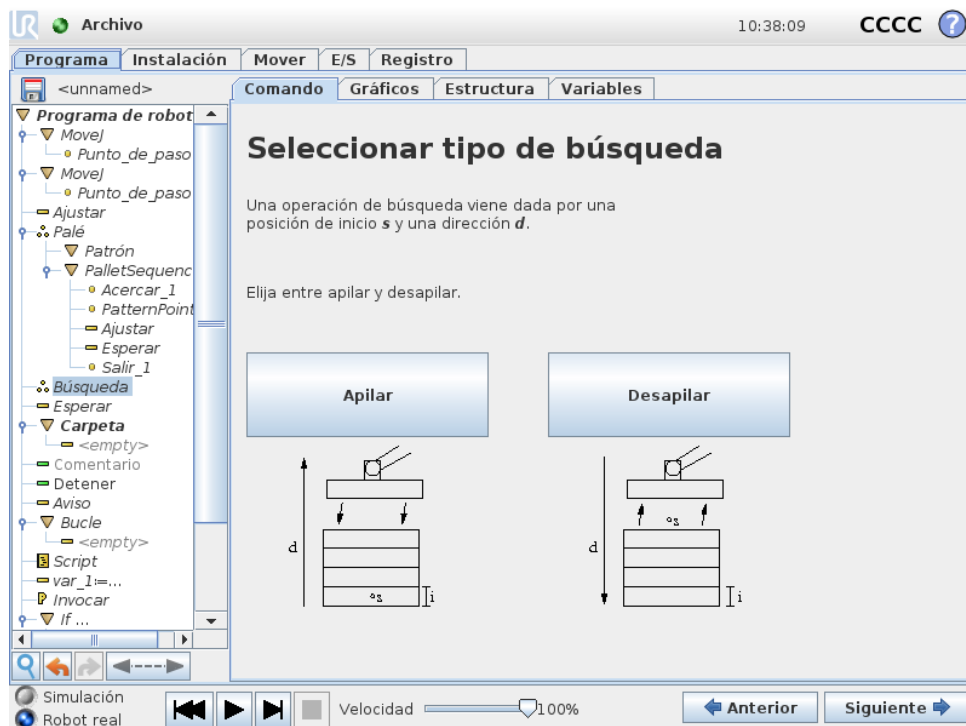 UR Archivo 10:38:09 CCCC ?
Programa Instalación Mover E/S Registro
<unnamed>
Comando Gráficos Estructura Variables
Programa de robot
MoveJ
Punto_de_paso
MoveJ
Punto_de_paso
Ajustar
Palé
Patrón
PalletSequenc
Acercar_1
PatternPoint
Ajustar
Esperar
Salir_1
Búsqueda
Esperar
Carpeta
<empty>
Comentario
Detener
Aviso
Bucle
<empty>
Script
var_1:=...
Invocar
If ...
Seleccionar tipo de búsqueda
Una operación de búsqueda viene dada por una
posición de inicio s y una dirección d.
Elija entre apilar y desapilar.
Apilar
Desapilar
d
s
i
d
s
i
Simulación
Robot real
Velocidad 100%
Anterior
Siguiente